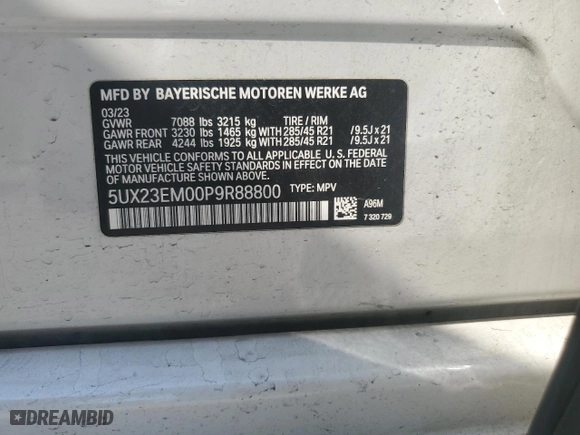 MFD BY BAYERISCHE MOTOREN WERKE AG
03/23
GVWR 7088 lbs 3215 kg TIRE / RIM
GAWR FRONT 3230 lbs 1465 kg WITH 285/45 R21 / 9.5J x 21
GAWR REAR 4244 lbs 1925 kg WITH 285/45 R21 / 9.5J x 21
THIS VEHICLE CONFORMS TO ALL APPLICABLE U.S. FEDERAL
MOTOR VEHICLE SAFETY STANDARDS IN EFFECT ON THE DATE
OF MANUFACTURE SHOWN ABOVE.
5UX23EM00P9R88800 TYPE: MPV
A96M
7 320 729
DREAMBID